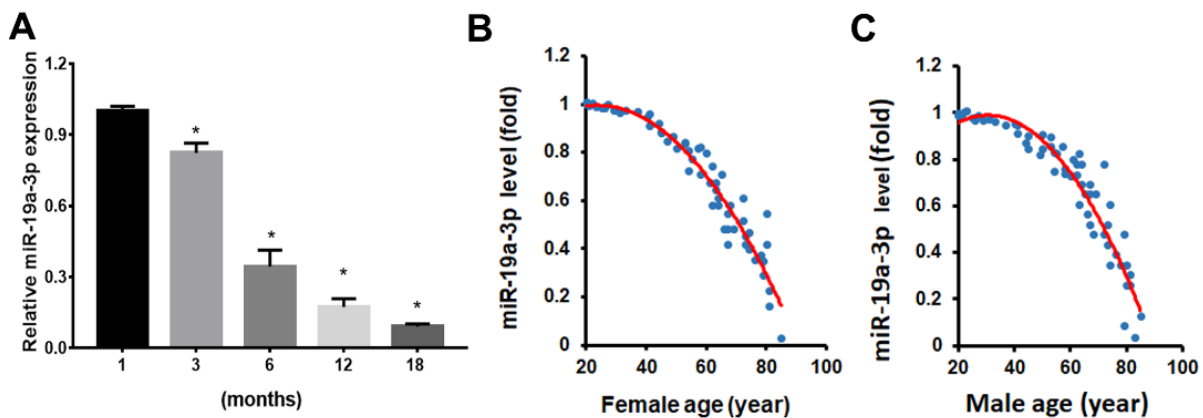 A
Relative miR-19a-3p expression
1.2
0.9
0.6
0.3
0.0
*
*
*
*
1 3 6 12 18
(months)
B
miR-19a-3p level (fold)
1.2
1
0.8
0.6
0.4
0.2
0
20 40 60 80 100
Female age (year)
C
miR-19a-3p level (fold)
1.2
1
0.8
0.6
0.4
0.2
0
20 40 60 80 100
Male age (year)